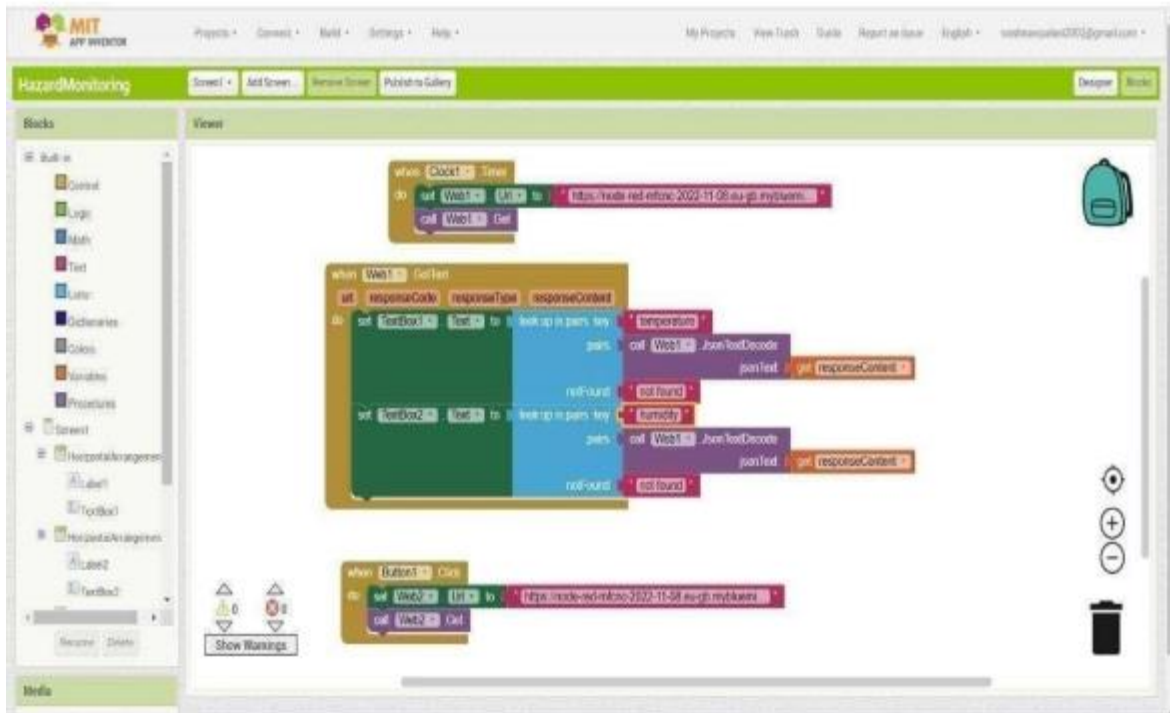 MIT
APP INVENTOR
Projects Connect Build Settings Help My Projects View Trash Guide Report an Issue English
HazardMonitoring Screen1 Add Screen ... Remove Screen Publish to Gallery Designer Blocks
Blocks
Viewer
Built-in
Control
Logic
Math
Text
Lists
Dictionaries
Colors
Variables
Procedures
Screen1
HorizontalArrangemen
Label1
TextBox1
HorizontalArrangemen
Label2
TextBox2
Rename Delete
Media
when Clock1 .Timer
do set Web1 . Url to
call Web1 .Get
when Web1 .GotText
url responseCode responseType responseContent
do set TextBox1 . Text to look up in pairs key " temperature "
pairs call Web1 .JsonTextDecode
jsonText get responseContent
notFound " not found "
set TextBox2 . Text to look up in pairs key " humidity "
pairs call Web1 .JsonTextDecode
jsonText get responseContent
notFound " not found "
when Button1 .Click
do set Web2 . Url to
call Web2 .Get
0 0
Show Warnings